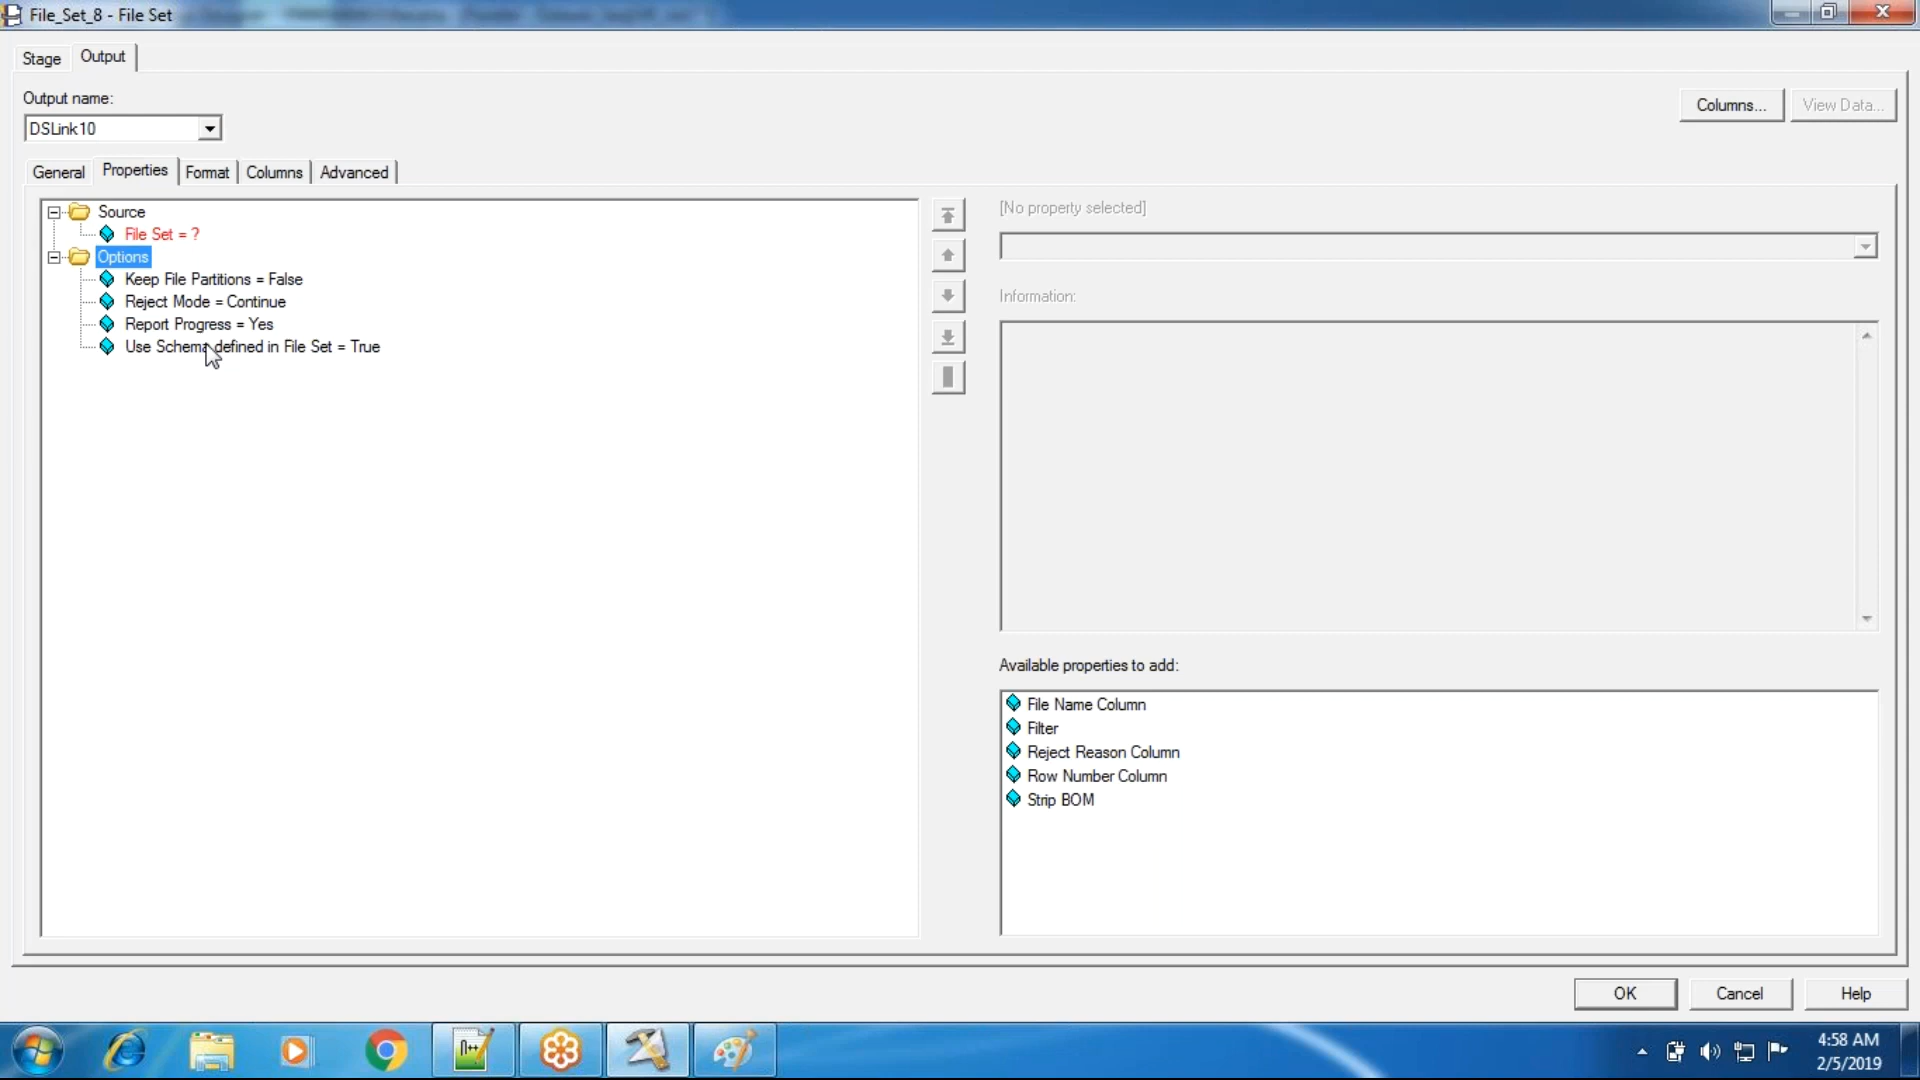 File_Set_8 - File Set
Stage
Output
Output name:
DSLink10
Columns...
View Data...
General
Properties
Format
Columns
Advanced
Source
File Set = ?
Options
Keep File Partitions = False
Reject Mode = Continue
Report Progress = Yes
Use Schema defined in File Set = True
[No property selected]
Information:
Available properties to add:
File Name Column
Filter
Reject Reason Column
Row Number Column
Strip BOM
OK
Cancel
Help
4:58 AM
2/5/2019